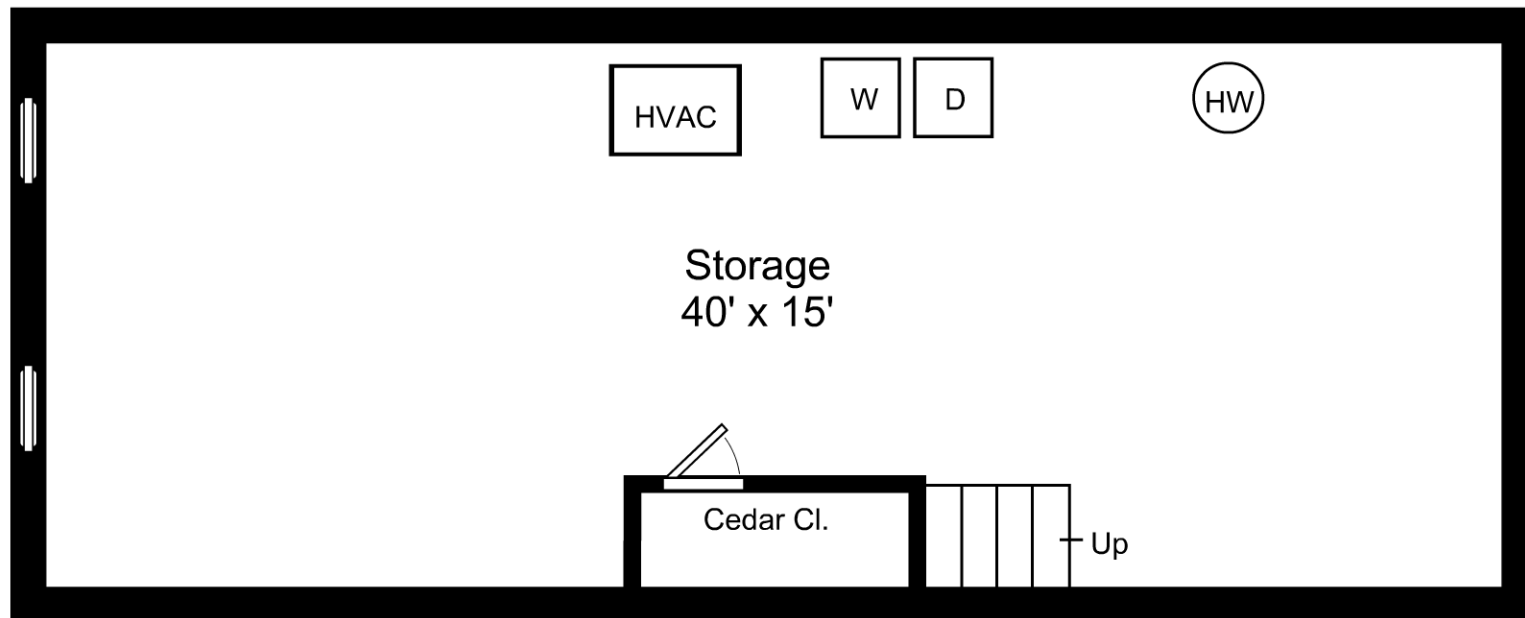 HVAC
W
D
HW
Storage
40' x 15'
Cedar Cl.
Up